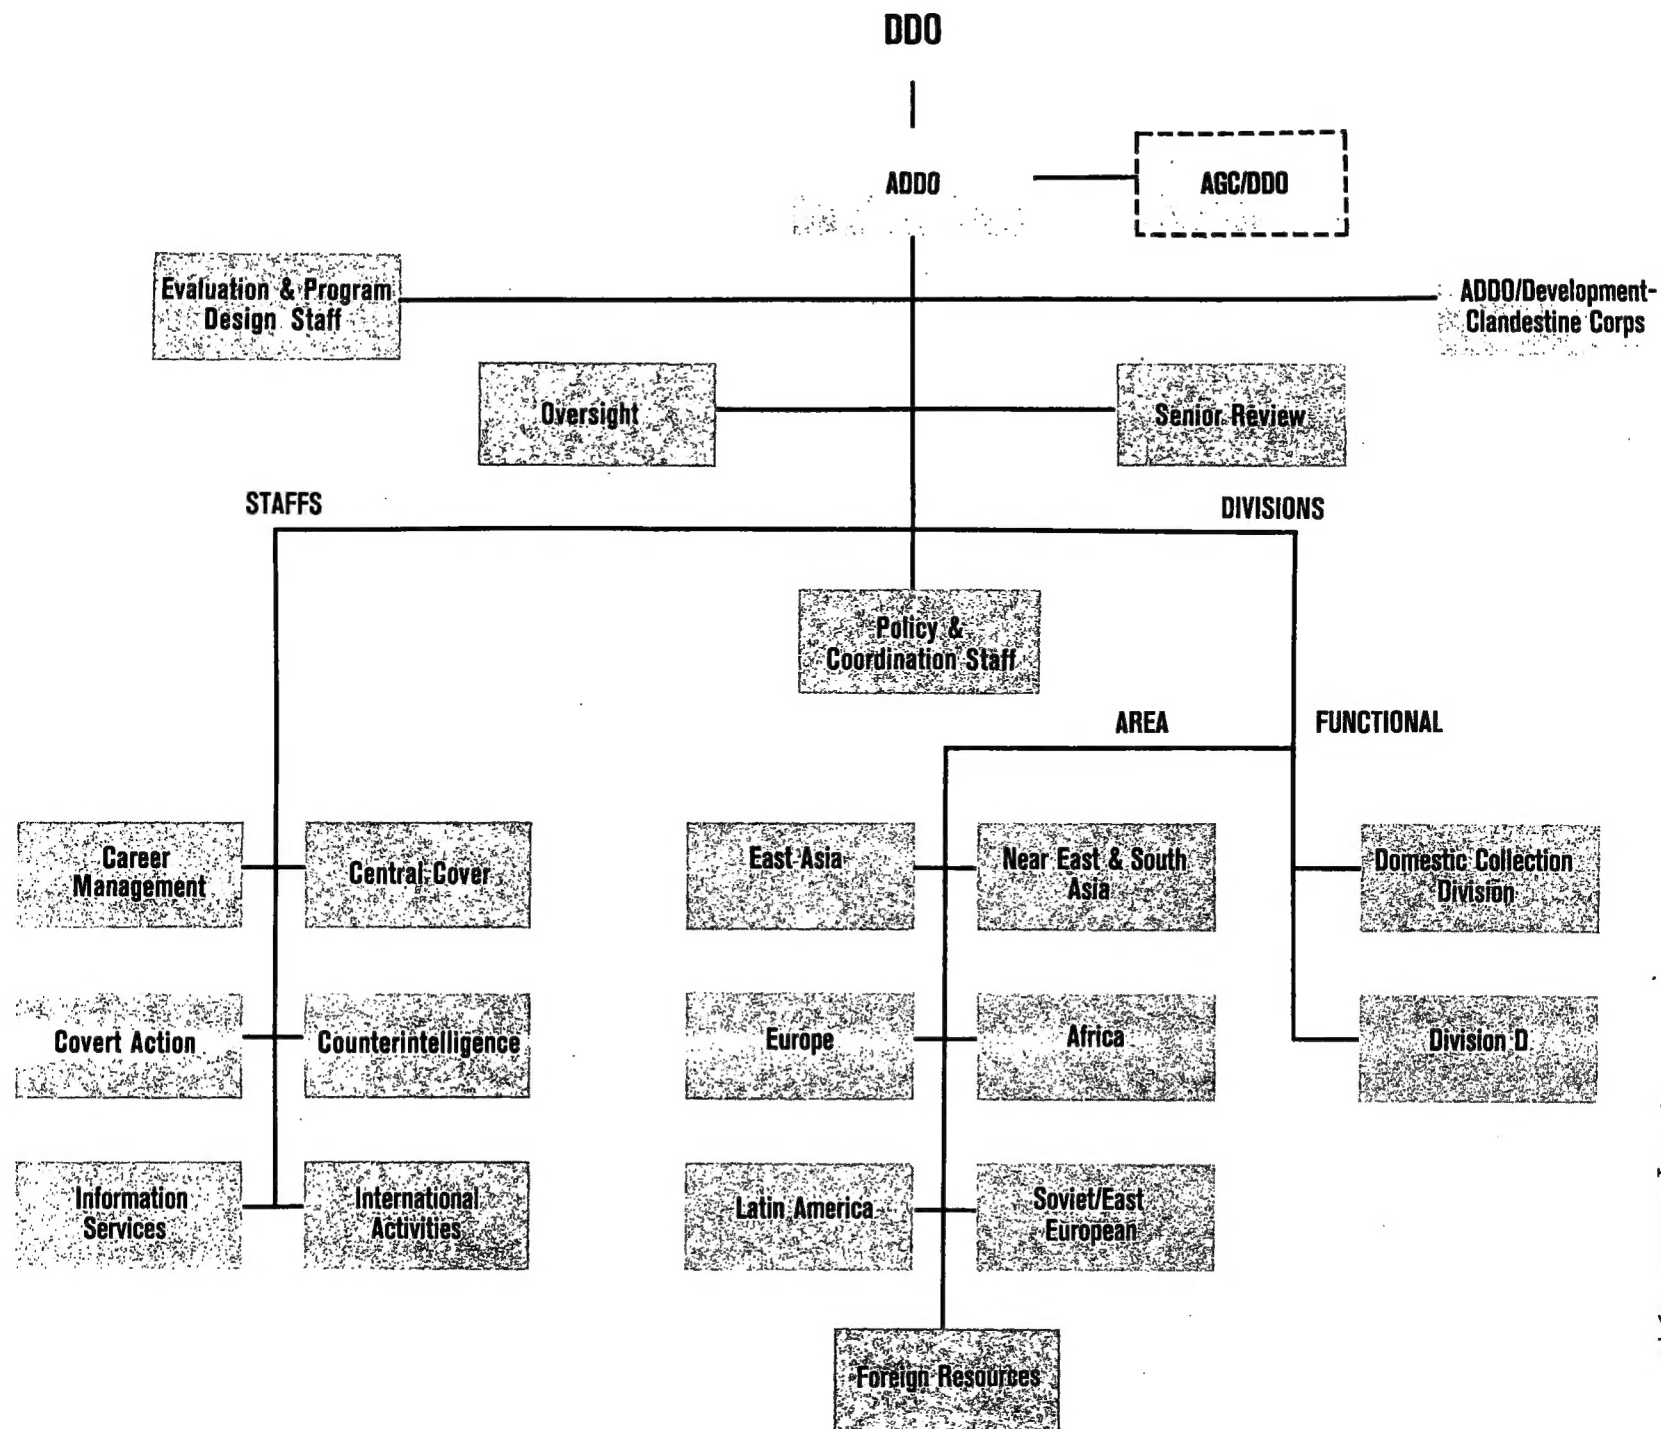 DDO
ADDO
AGC/DDO
Evaluation & Program
Design Staff
ADDO/Development-
Clandestine Corps
Oversight
Senior Review
STAFFS
DIVISIONS
Policy &
Coordination Staff
AREA
FUNCTIONAL
Career
Management
Central Cover
East Asia
Near East & South
Asia
Domestic Collection
Division
Covert Action
Counterintelligence
Europe
Africa
Division D
Information
Services
International
Activities
Latin America
Soviet/East
European
Foreign Resources